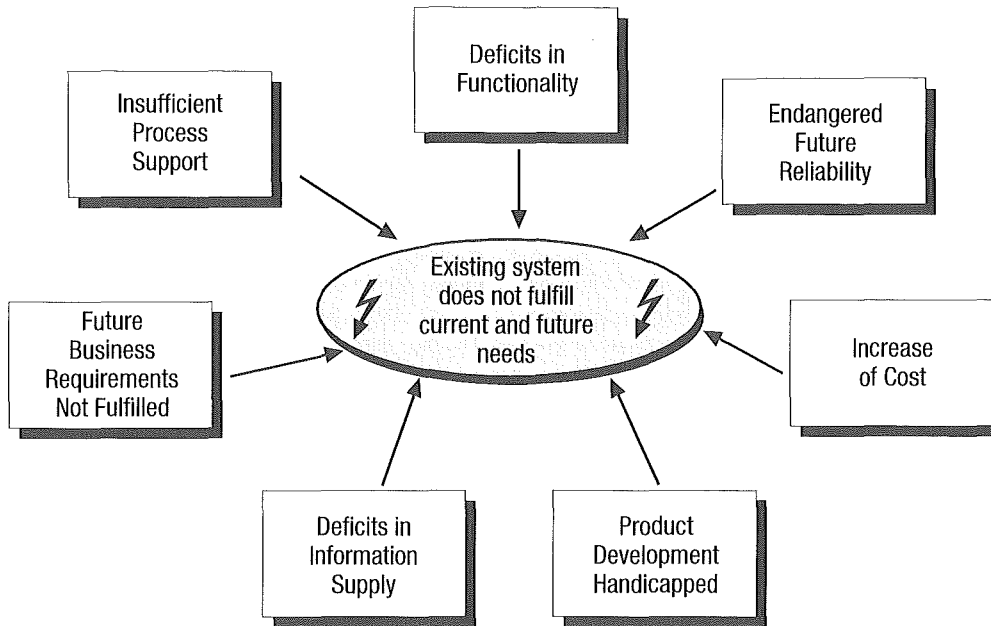 Deficits in
Functionality
Insufficient
Process
Support
Endangered
Future
Reliability
Existing system
does not fulfill
current and future
needs
Future
Business
Requirements
Not Fulfilled
Increase
of Cost
Deficits in
Information
Supply
Product
Development
Handicapped